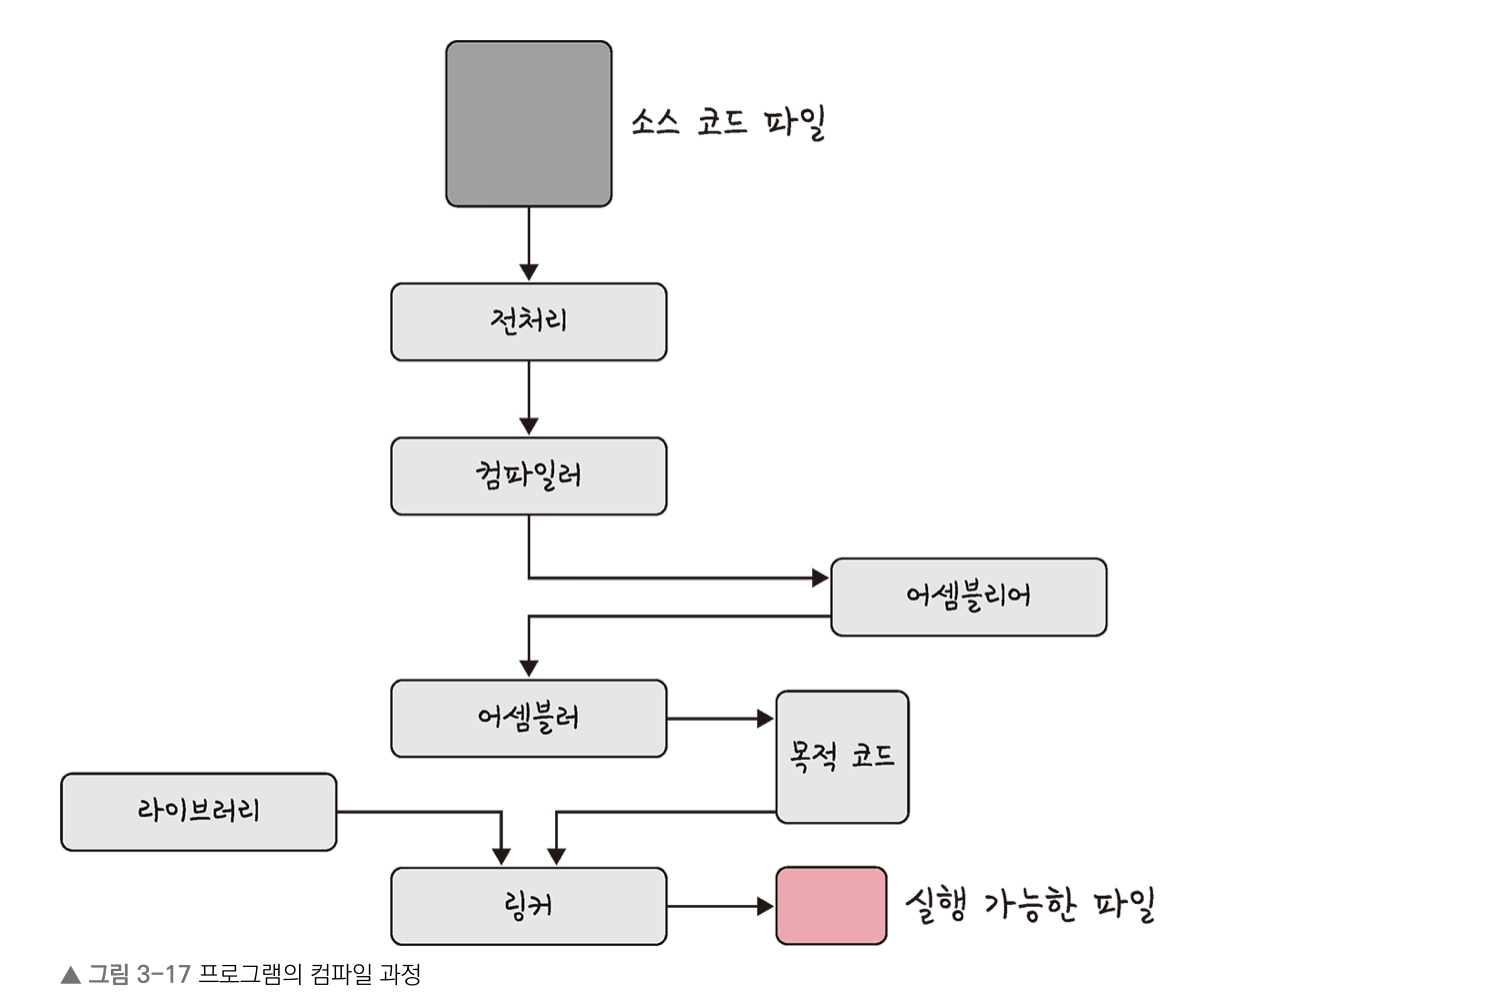 소스 코드 파일
전처리
컴파일러
어셈블리어
어셈블러
목적 코드
라이브러리
링커
실행 가능한 파일
▲ 그림 3-17 프로그램의 컴파일 과정